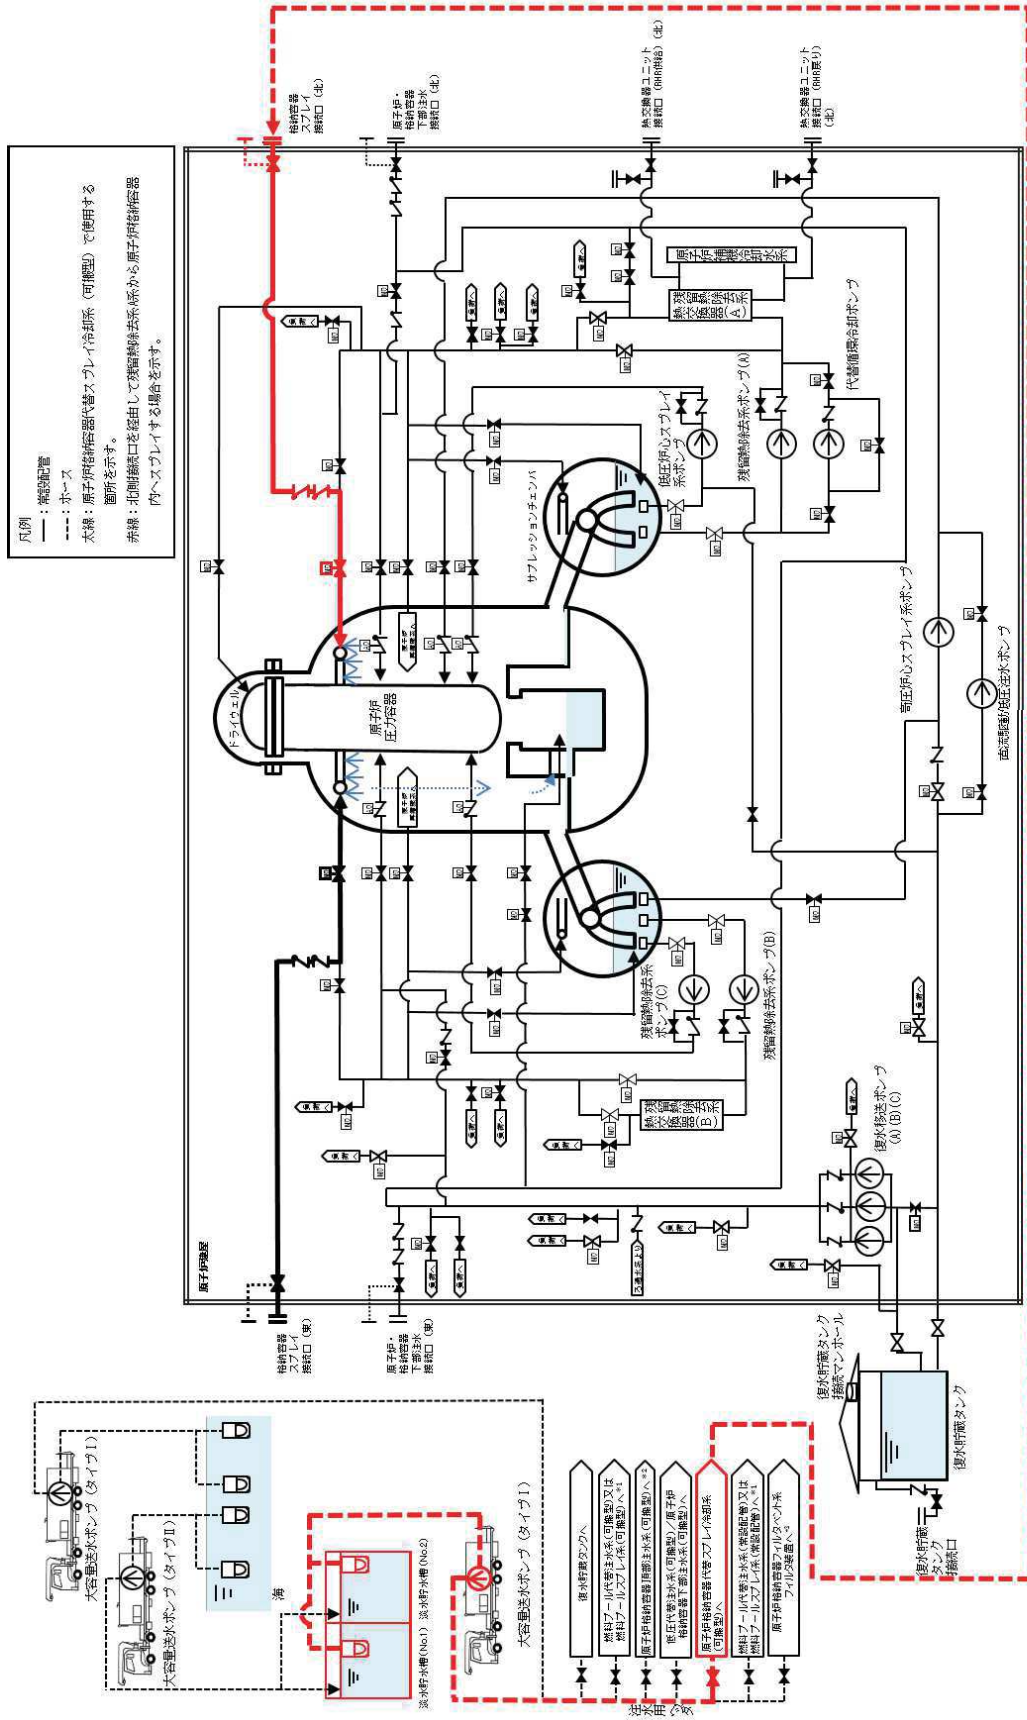 凡例
━━：常設配管
----：ホース
太線：原子炉格納容器代替スプレイ冷却系（可搬型）で使用する
箇所を示す。
赤線：北側接続口を経由して残留熱除去系A系から原子炉格納容器
内へスプレイする場合を示す。
格納容器
スプレイ
接続口（北）
原子炉・
格納容器
下部注水
接続口（北）
熱交換器ユニット
接続口（RHR供給）（北）
熱交換器ユニット
接続口（RHR戻り）
（北）
原子炉補機冷却水系
残留熱除去系
熱交換器（A）
代替循環冷却ポンプ
残留熱除去系ポンプ(A)
低圧炉心スプレイ
系ポンプ
サプレッションチェンバ
ドライウェル
原子炉
圧力容器
高圧炉心スプレイ系ポンプ
直流駆動低圧注水ポンプ
残留熱除去系
ポンプ(C)
残留熱除去系ポンプ(B)
残留熱除去系
熱交換器（B）
復水移送ポンプ
(A)(B)(C)
原子炉建屋
格納容器
スプレイ
接続口（東）
原子炉・
格納容器
下部注水
接続口（東）
復水貯蔵タンク
接続マンホール
復水貯蔵タンク
復水貯蔵
タンク
接続口
大容量送水ポンプ（タイプⅠ）
大容量送水ポンプ（タイプⅡ）
海
淡水貯水槽(No.1)
淡水貯水槽(No.2)
大容量送水ポンプ（タイプⅠ）
注水用ヘッダ
復水貯蔵タンクへ
燃料プール代替注水系(可搬型)又は
燃料プールスプレイ系(可搬型)へ※1
原子炉格納容器頂部注水系(可搬型)へ※2
低圧代替注水系(可搬型)/原子炉
格納容器下部注水系(可搬型)へ
原子炉格納容器代替スプレイ冷却系
(可搬型)へ
燃料プール代替注水系(常設配管)又は
燃料プールスプレイ系(常設配管)へ※1
原子炉格納容器フィルタベント系
フィルタ装置へ